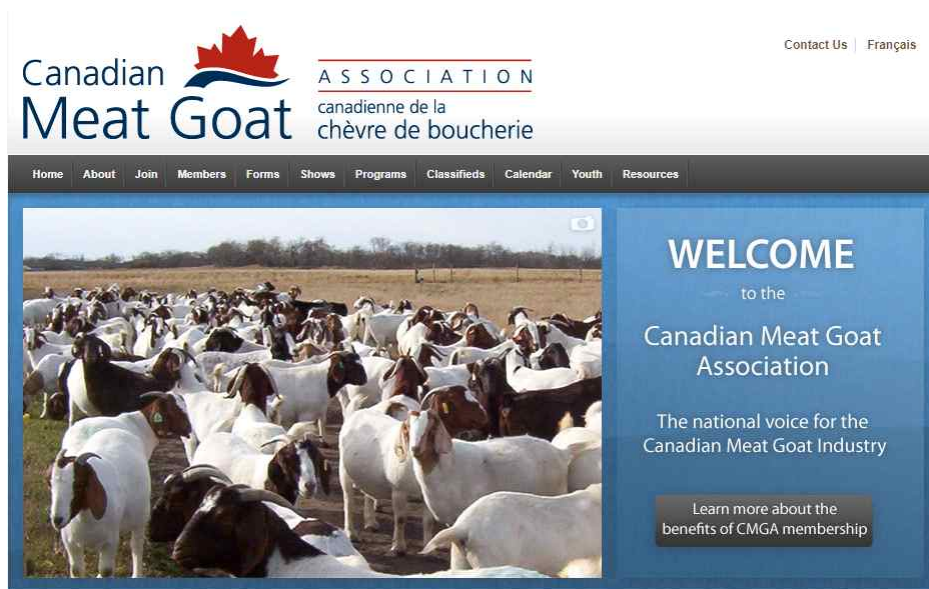 Contact Us Français
Canadian
Meat Goat
ASSOCIATION
canadienne de la
chèvre de boucherie
Home About Join Members Forms Shows Programs Classifieds Calendar Youth Resources
WELCOME
to the
Canadian Meat Goat
Association
The national voice for the
Canadian Meat Goat Industry
Learn more about the
benefits of CMGA membership